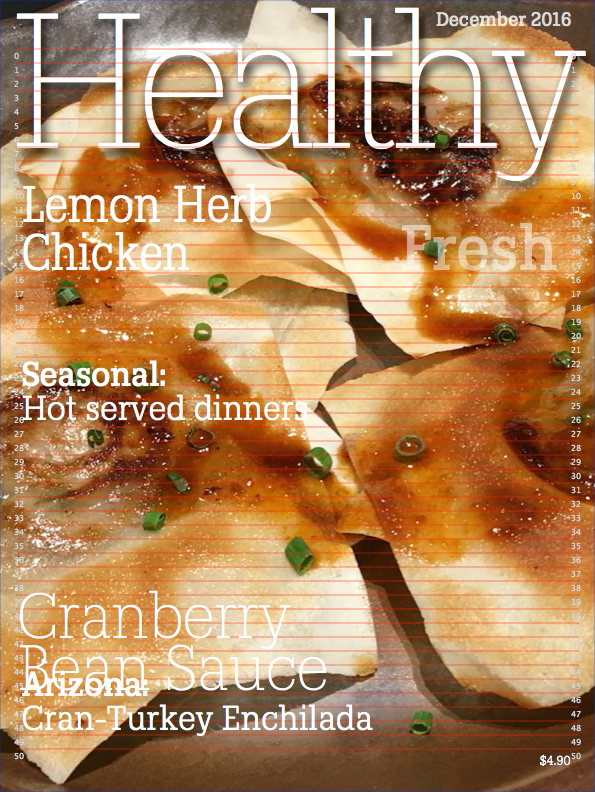 December 2016
Healthy
Lemon Herb
Chicken
Fresh
Seasonal:
Hot served dinners
Cranberry
Bean Sauce
Arizona:
Cran-Turkey Enchilada
$4.90